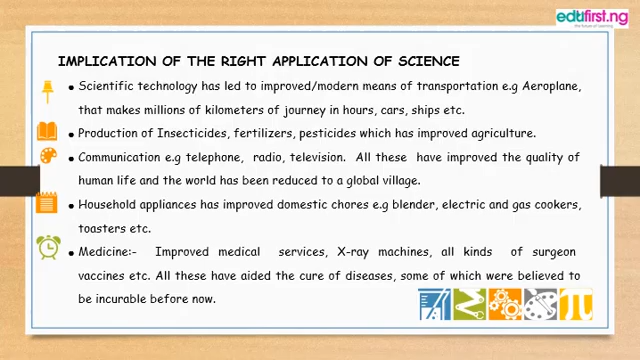 edufirst.ng
the future of learning
IMPLICATION OF THE RIGHT APPLICATION OF SCIENCE
● Scientific technology has led to improved/modern means of transportation e.g Aeroplane,
that makes millions of kilometers of journey in hours, cars, ships etc.
● Production of Insecticides, fertilizers, pesticides which has improved agriculture.
● Communication e.g telephone, radio, television. All these have improved the quality of
human life and the world has been reduced to a global village.
● Household appliances has improved domestic chores e.g blender, electric and gas cookers,
toasters etc.
● Medicine:- Improved medical services, X-ray machines, all kinds of surgeon
vaccines etc. All these have aided the cure of diseases, some of which were believed to
be incurable before now.
π